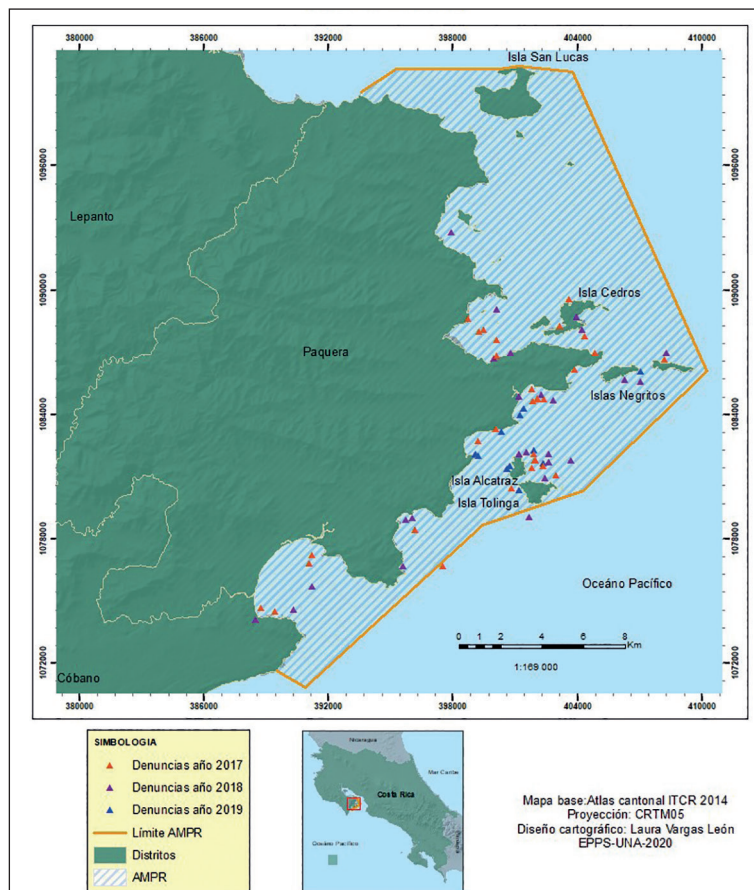 380000 386000 392000 398000 404000 410000
Isla San Lucas
1096000
1096000
Lepanto
1090000
1090000
Isla Cedros
Paquera
1084000
1084000
Islas Negritos
Isla Alcatraz
Isla Tolinga
1078000
1078000
Oceáno Pacífico
0 1 2 4 6 8
Km
1:169 000
1072000
1072000
Cóbano
380000 386000 392000 398000 404000 410000
SIMBOLOGIA
Denuncias año 2017
Denuncias año 2018
Denuncias año 2019
Límite AMPR
Distritos
AMPR
Nicaragua
Mar Caribe
Costa Rica
Océano Pacífico
Panamá
Mapa base:Atlas cantonal ITCR 2014
Proyección: CRTM05
Diseño cartográfico: Laura Vargas León
EPPS-UNA-2020